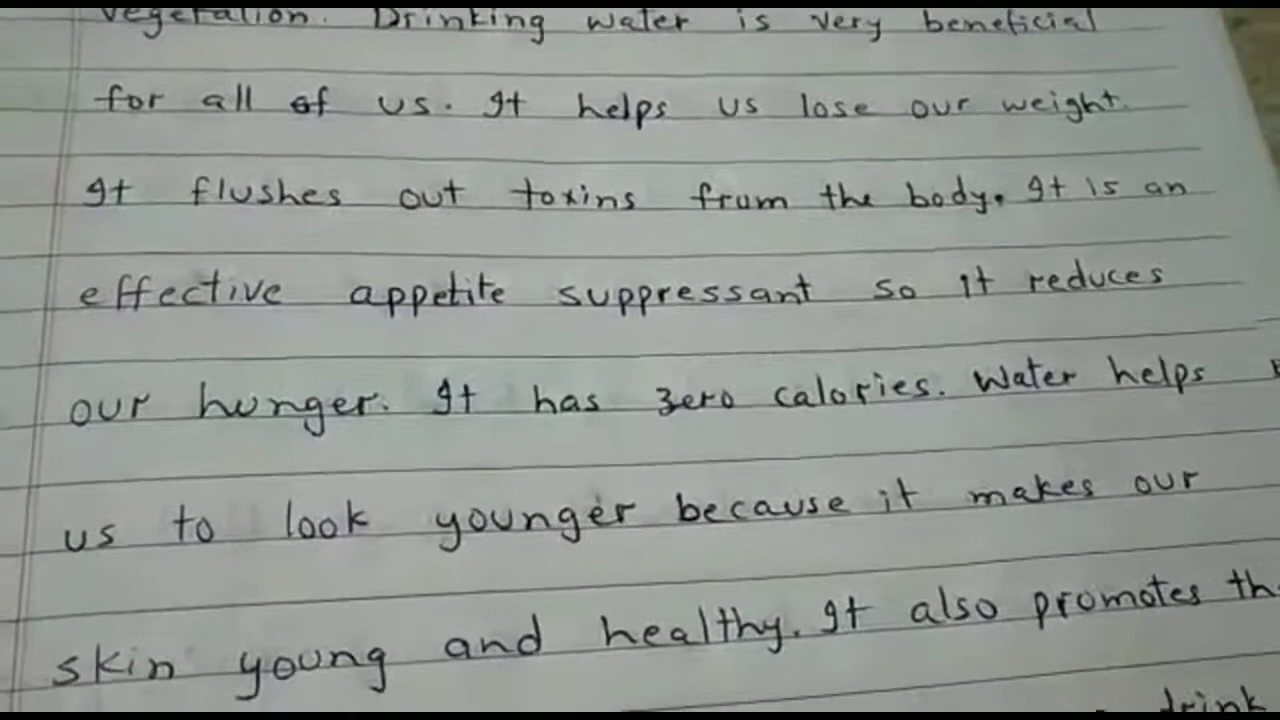 vegetation. Drinking water is very beneficial
for all of us. It helps us lose our weight.
It flushes out toxins from the body. It is an
effective appetite suppressant so it reduces
our hunger. It has zero calories. Water helps
us to look younger because it makes our
skin young and healthy. It also promotes
drink